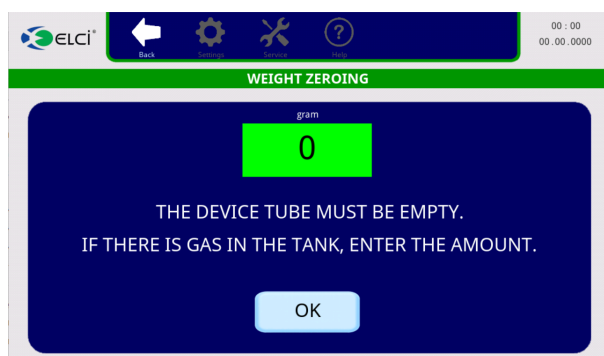 ELCi
Back
Settings
Service
?
Help
00 : 00
00 . 00 . 0000
WEIGHT ZEROING
gram
0
THE DEVICE TUBE MUST BE EMPTY.
IF THERE IS GAS IN THE TANK, ENTER THE AMOUNT.
OK